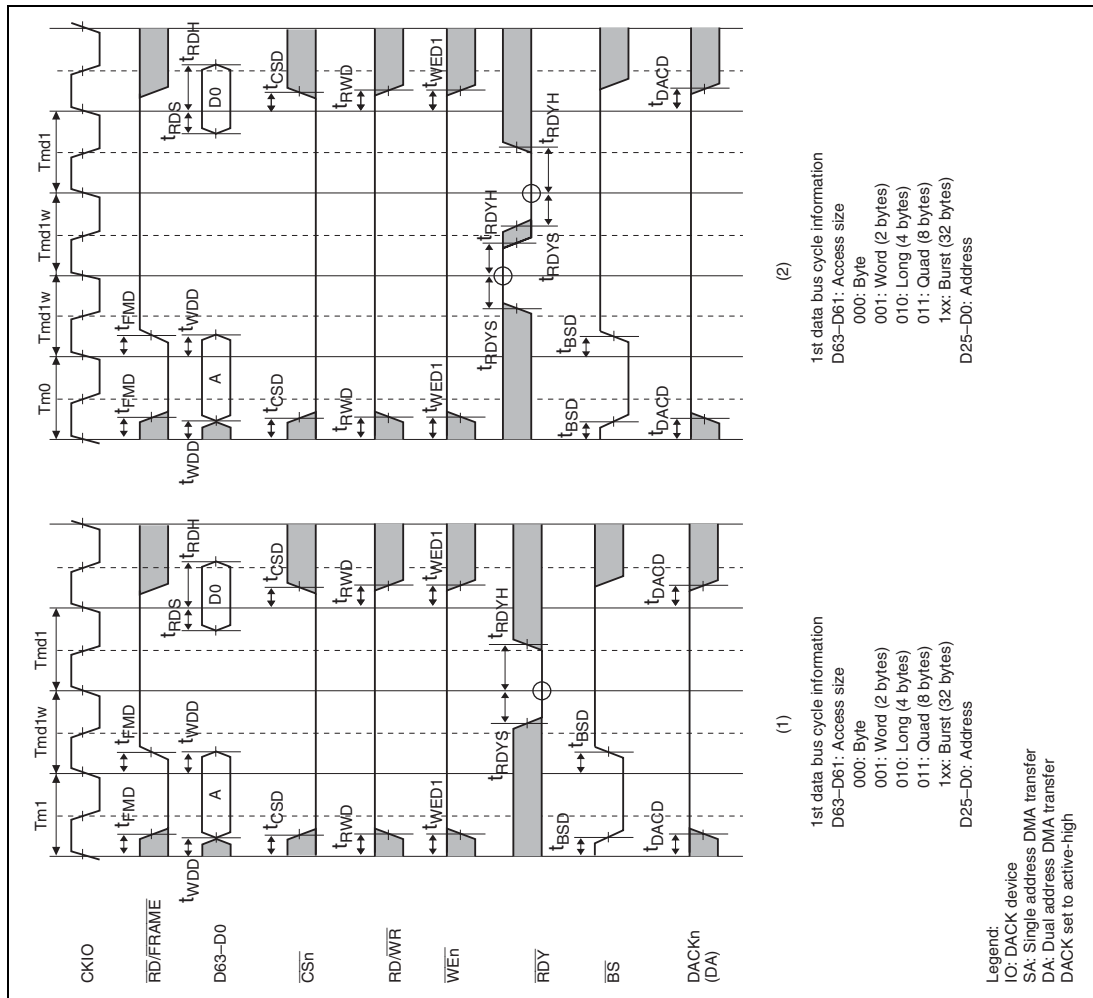 Tm1 Tmd1w Tmd1
CKIO
tFMD tFMD
RD/FRAME
tWDD tWDD tRDS tRDH
D63–D0 A D0
tCSD tCSD
CSn
tRWD tRWD
RD/WR
tWED1 tWED1
WEn
tRDYS tRDYH
RDY
tBSD tBSD
BS
tDACD tDACD
DACKn
(DA)
(1)
1st data bus cycle information
D63–D61: Access size
000: Byte
001: Word (2 bytes)
010: Long (4 bytes)
011: Quad (8 bytes)
1xx: Burst (32 bytes)
D25–D0: Address
Tm0 Tmd1w Tmd1w Tmd1
tFMD tFMD
tWDD tWDD tRDS tRDH
A D0
tCSD tCSD
tRWD tRWD
tWED1 tWED1
tRDYS tRDYH
tRDYS tRDYH
tBSD tBSD
tDACD tDACD
(2)
1st data bus cycle information
D63–D61: Access size
000: Byte
001: Word (2 bytes)
010: Long (4 bytes)
011: Quad (8 bytes)
1xx: Burst (32 bytes)
D25–D0: Address
Legend:
IO: DACK device
SA: Single address DMA transfer
DA: Dual address DMA transfer
DACK set to active-high